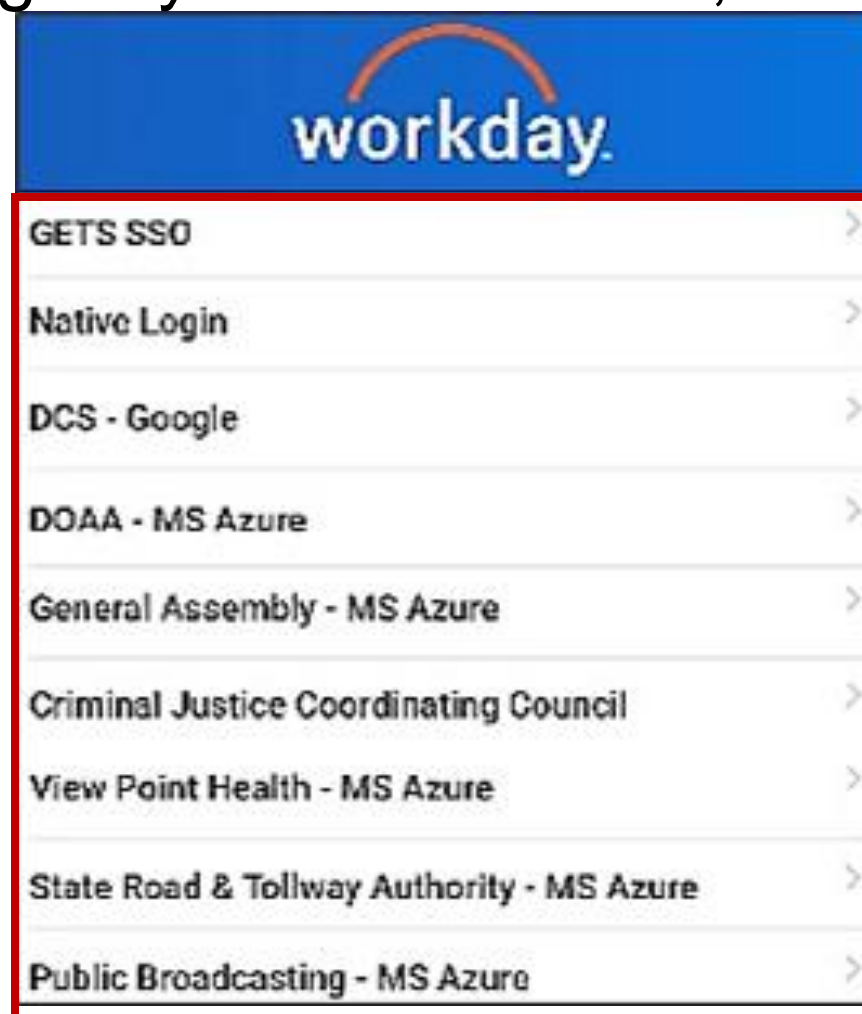 workday.
GETS SSO
Native Login
DCS - Google
DOAA - MS Azure
General Assembly - MS Azure
Criminal Justice Coordinating Council
View Point Health - MS Azure
State Road & Tollway Authority - MS Azure
Public Broadcasting - MS Azure